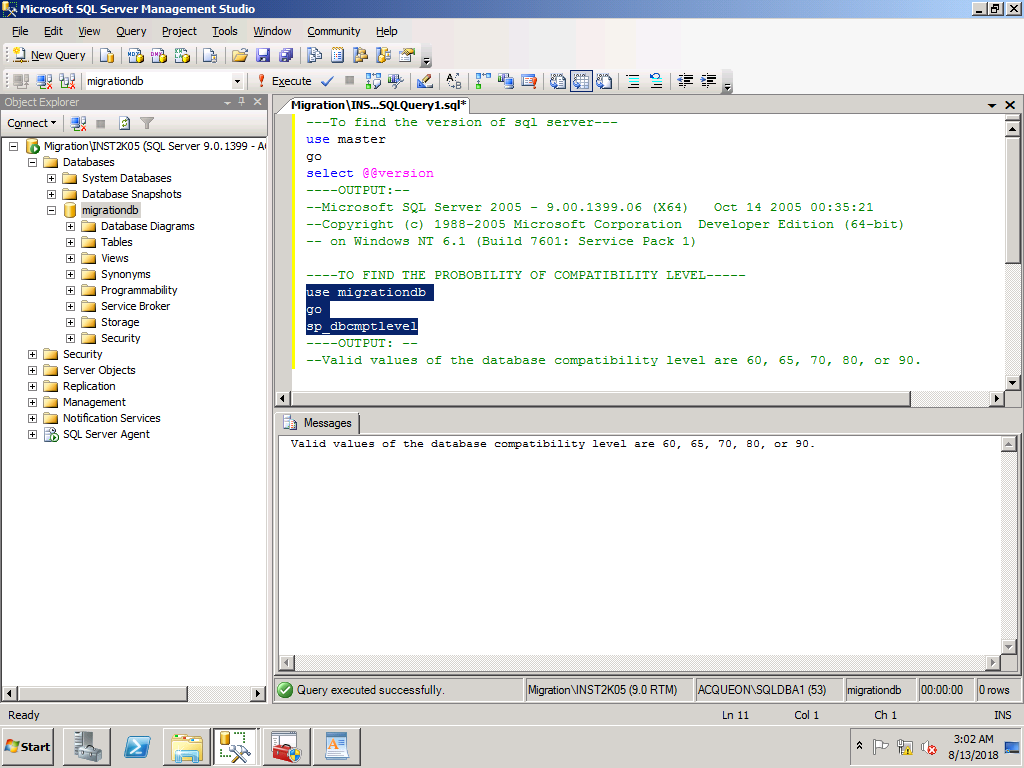 Microsoft SQL Server Management Studio
File Edit View Query Project Tools Window Community Help
New Query
migrationdb Execute
Object Explorer
Connect
Migration\INST2K05 (SQL Server 9.0.1399 - A
Databases
System Databases
Database Snapshots
migrationdb
Database Diagrams
Tables
Views
Synonyms
Programmability
Service Broker
Storage
Security
Security
Server Objects
Replication
Management
Notification Services
SQL Server Agent
Migration\INS...SQLQuery1.sql*
---To find the version of sql server---
use master
go
select @@version
----OUTPUT:--
--Microsoft SQL Server 2005 - 9.00.1399.06 (X64)   Oct 14 2005 00:35:21
--Copyright (c) 1988-2005 Microsoft Corporation  Developer Edition (64-bit)
-- on Windows NT 6.1 (Build 7601: Service Pack 1)
----TO FIND THE PROBOBILITY OF COMPATIBILITY LEVEL-----
use migrationdb
go
sp_dbcmptlevel
----OUTPUT: --
--Valid values of the database compatibility level are 60, 65, 70, 80, or 90.
Messages
Valid values of the database compatibility level are 60, 65, 70, 80, or 90.
Query executed successfully. Migration\INST2K05 (9.0 RTM) ACQUEON\SQLDBA1 (53) migrationdb 00:00:00 0 rows
Ready Ln 11 Col 1 Ch 1 INS
Start
3:02 AM
8/13/2018